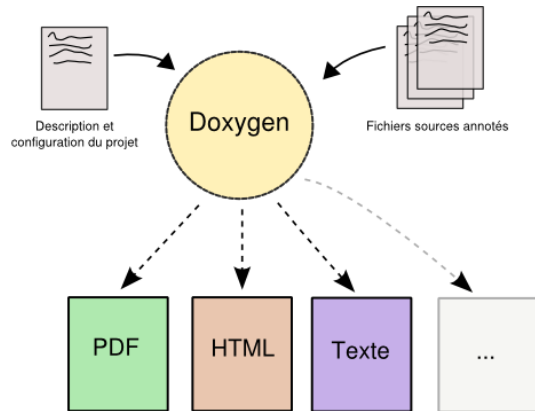 Doxygen
Description et
configuration du projet
Fichiers sources annotés
PDF
HTML
Texte
...